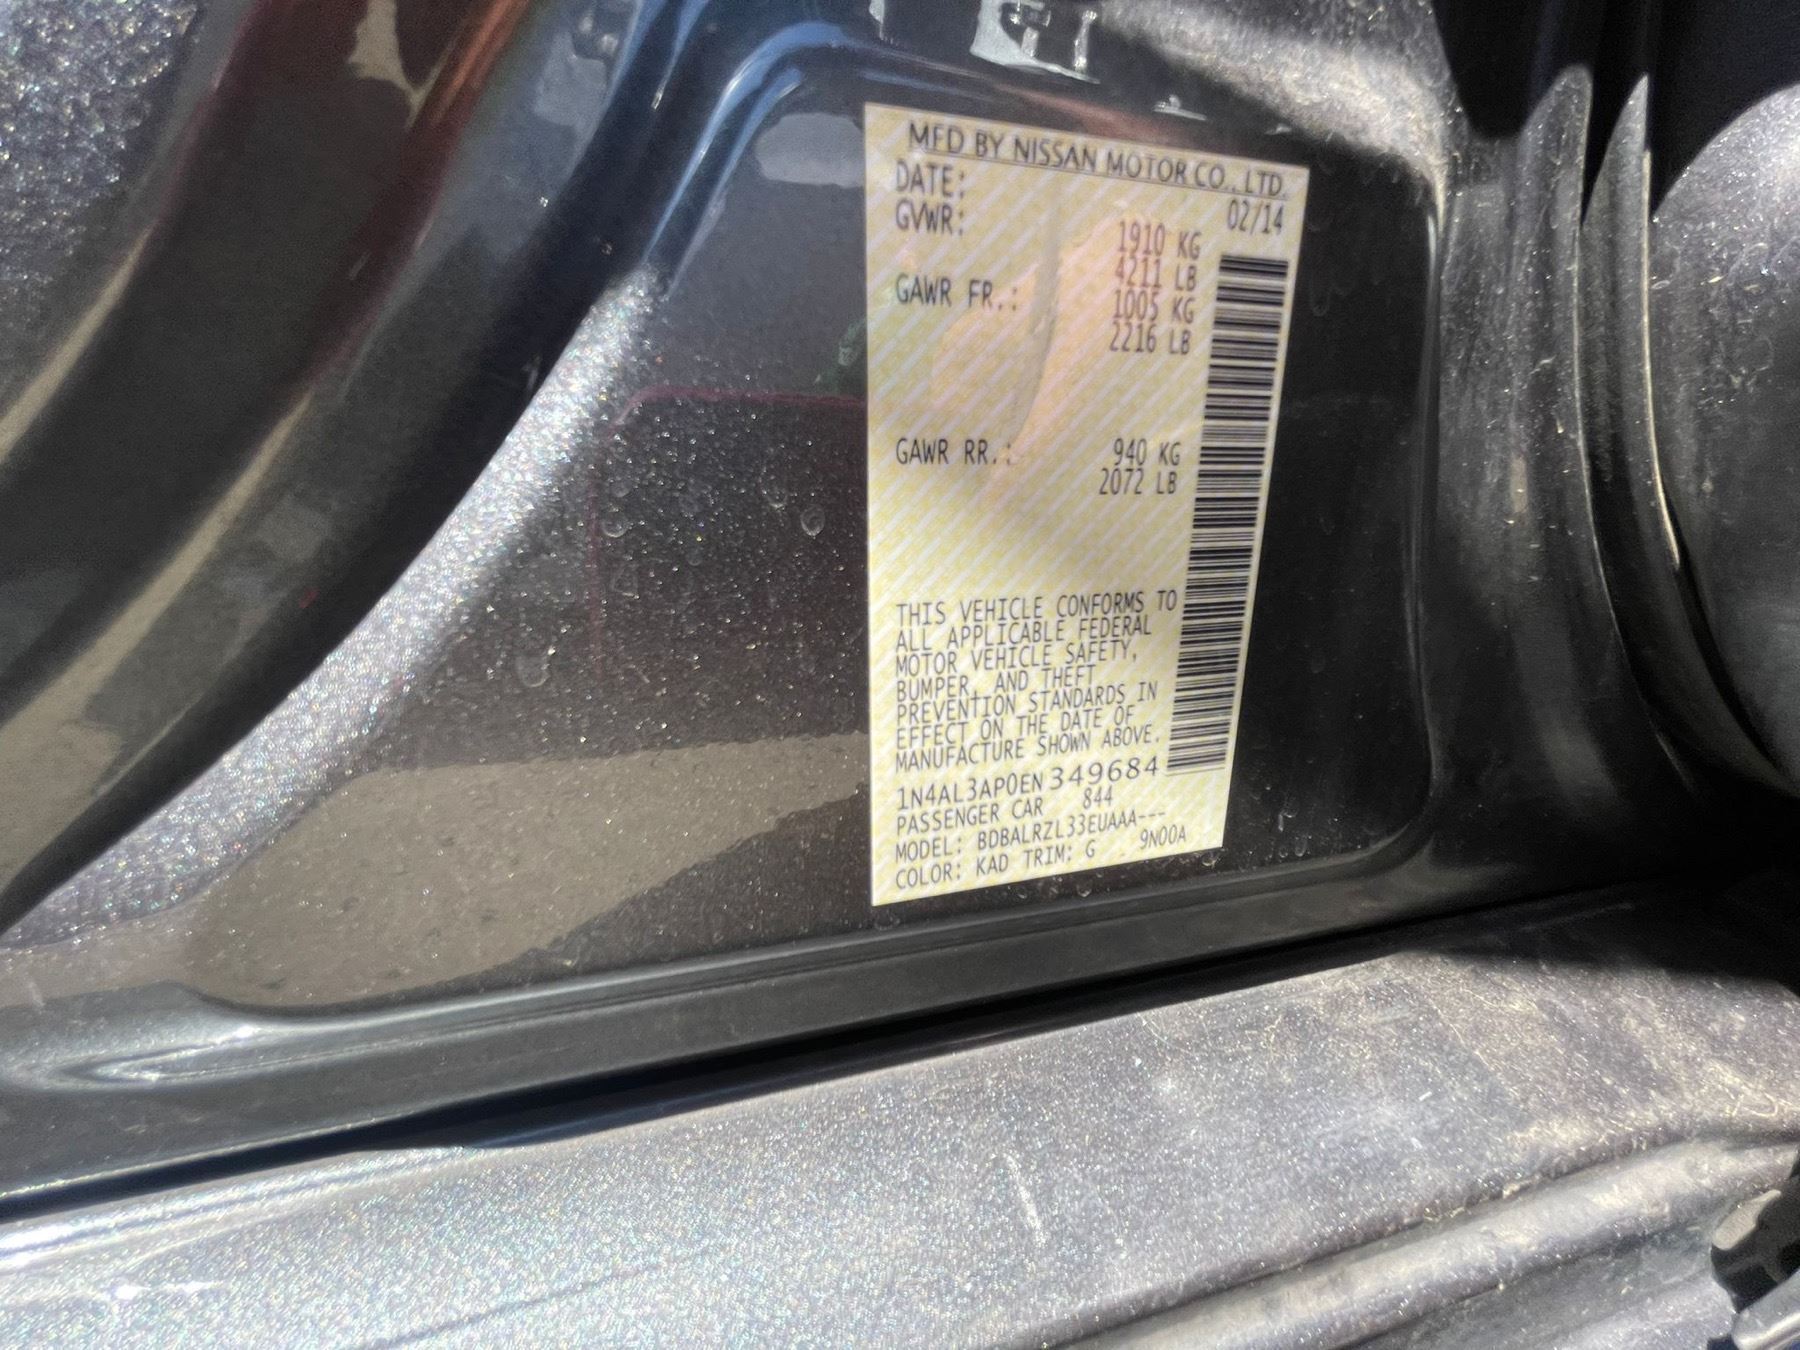 MFD BY NISSAN MOTOR CO., LTD.
DATE: 02/14
GVWR: 1910 KG
4211 LB
GAWR FR.: 1005 KG
2216 LB
GAWR RR.: 940 KG
2072 LB
THIS VEHICLE CONFORMS TO
ALL APPLICABLE FEDERAL
MOTOR VEHICLE SAFETY,
BUMPER, AND THEFT
PREVENTION STANDARDS IN
EFFECT ON THE DATE OF
MANUFACTURE SHOWN ABOVE.
1N4AL3AP0EN349684
PASSENGER CAR 844
MODEL: BDBALRZL33EUAAA---
COLOR: KAD TRIM: G 9N00A